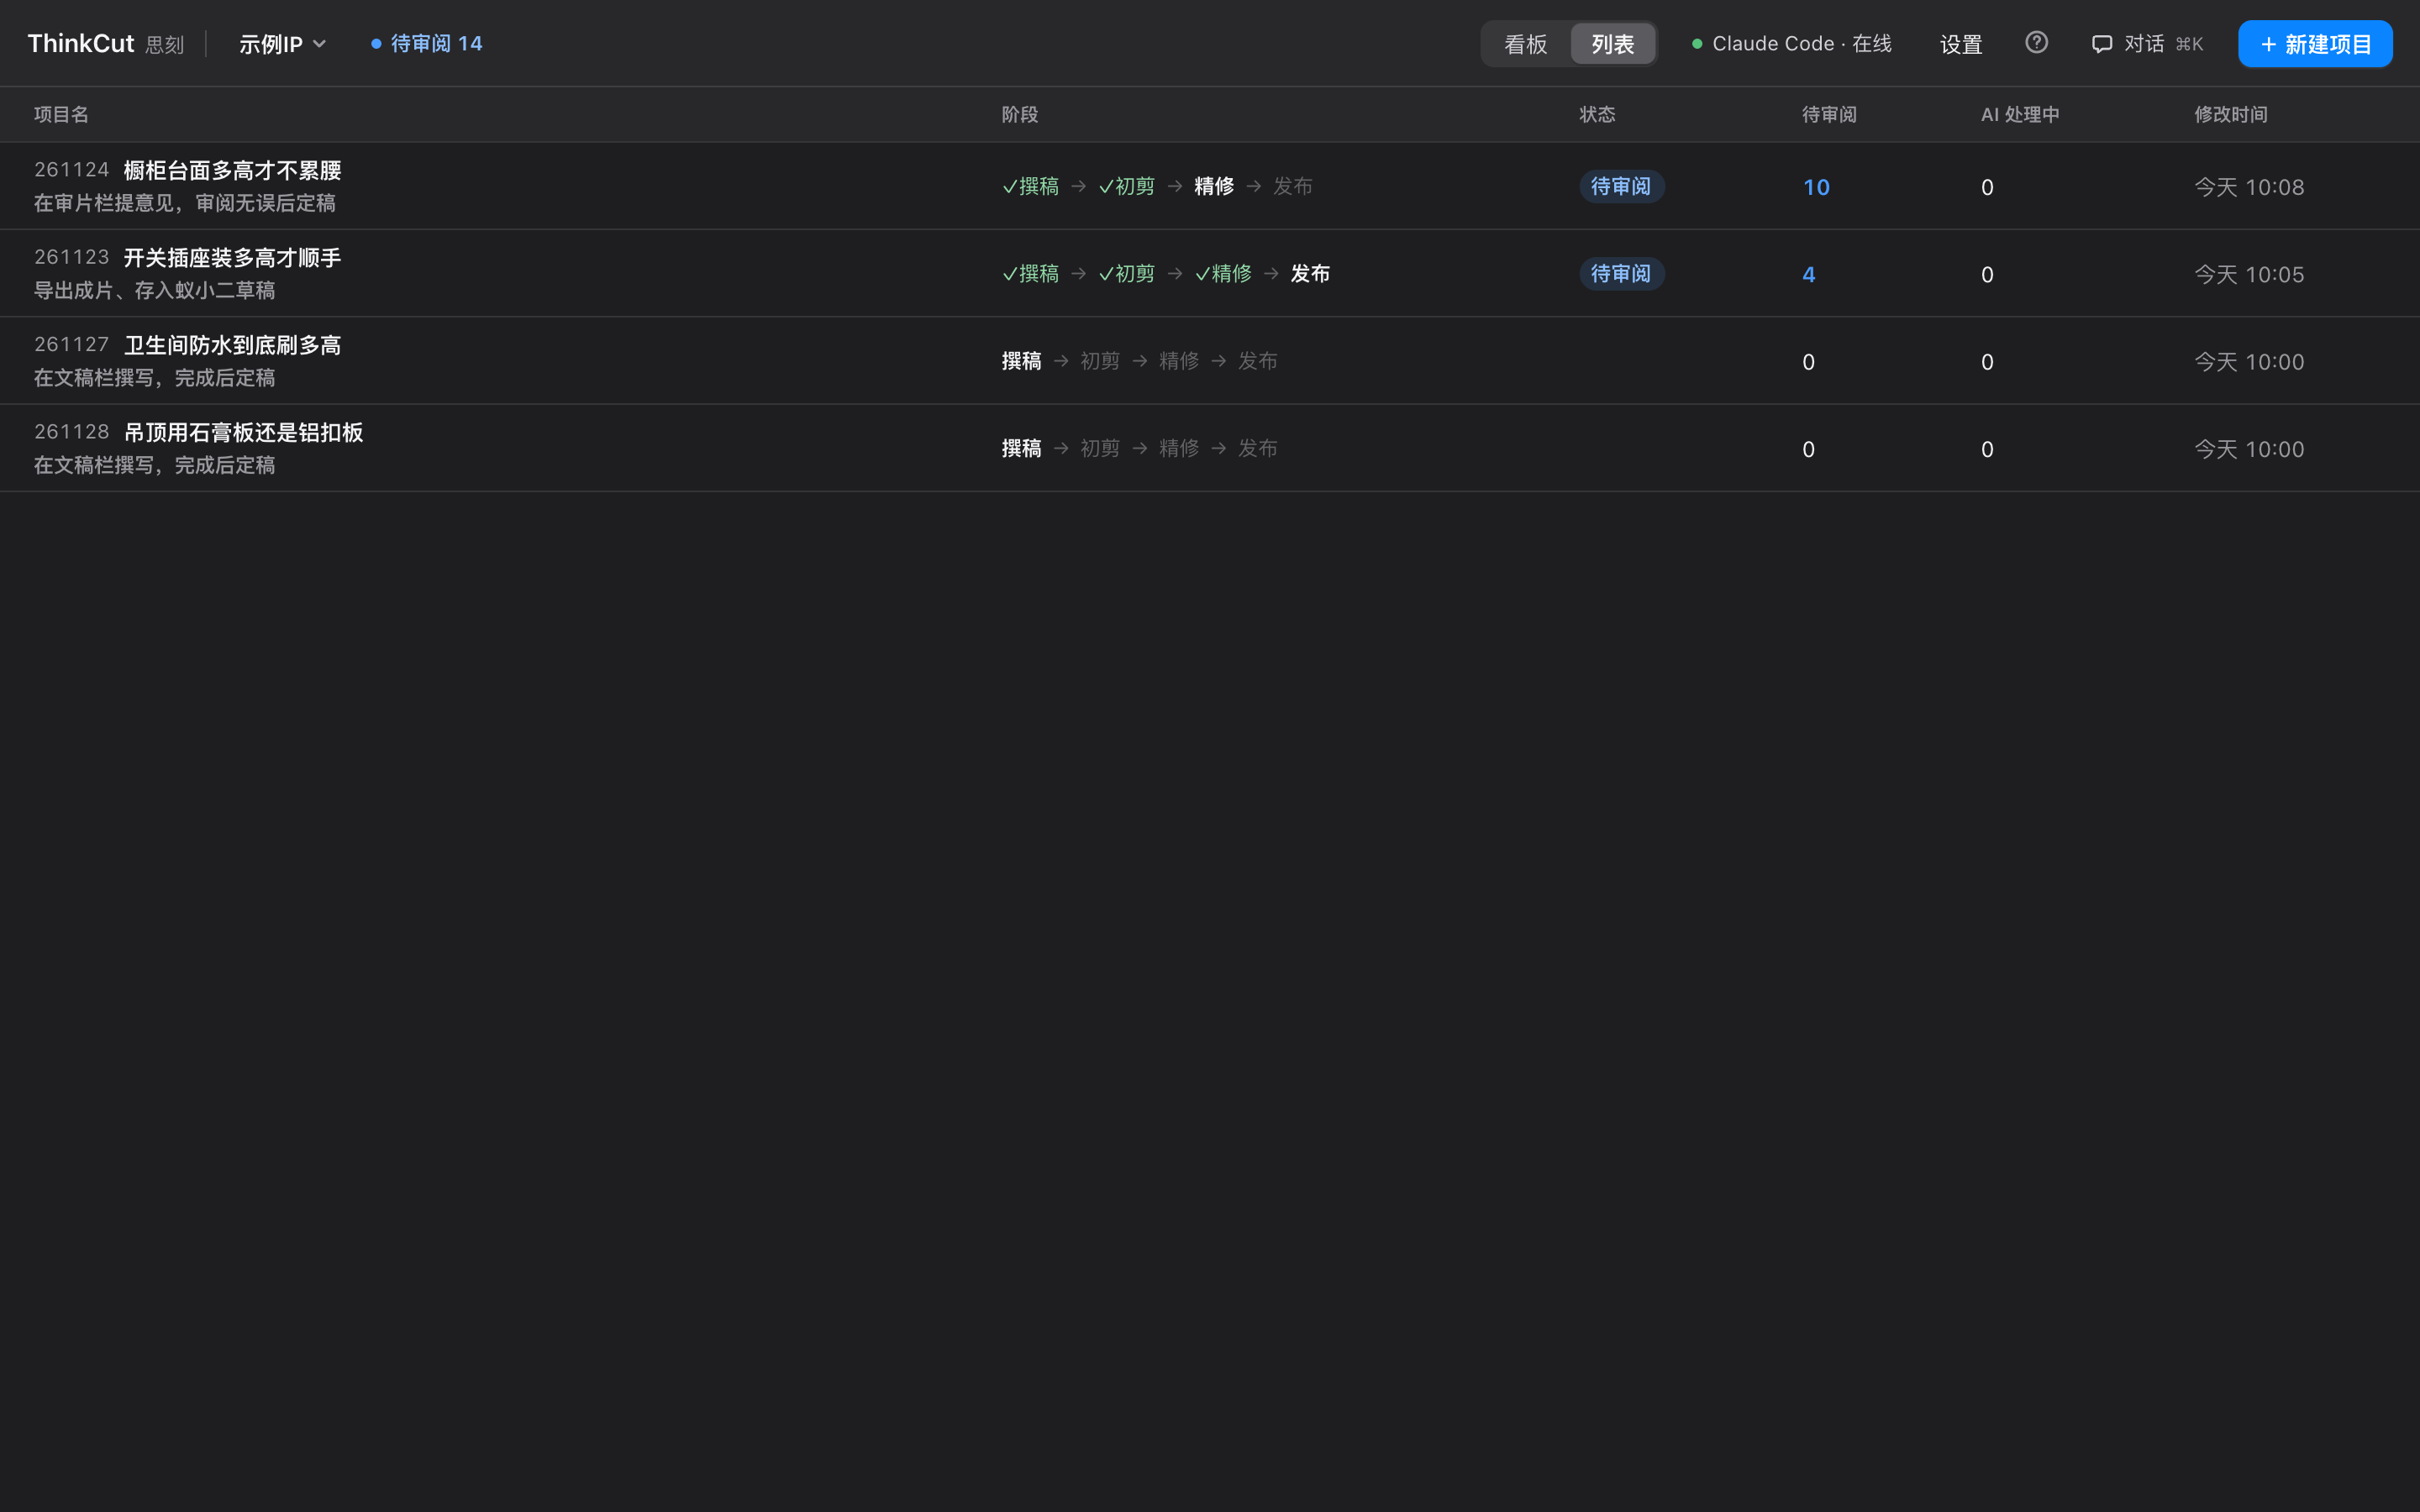 ThinkCut 思刻 示例IP 待审阅 14 看板 列表 Claude Code · 在线 设置 ? 对话 ⌘K + 新建项目
项目名 阶段 状态 待审阅 AI 处理中 修改时间
261124 橱柜台面多高才不累腰
在审片栏提意见，审阅无误后定稿
✓撰稿 → ✓初剪 → 精修 → 发布 待审阅 10 0 今天 10:08
261123 开关插座装多高才顺手
导出成片、存入蚁小二草稿
✓撰稿 → ✓初剪 → ✓精修 → 发布 待审阅 4 0 今天 10:05
261127 卫生间防水到底刷多高
在文稿栏撰写，完成后定稿
撰稿 → 初剪 → 精修 → 发布 0 0 今天 10:00
261128 吊顶用石膏板还是铝扣板
在文稿栏撰写，完成后定稿
撰稿 → 初剪 → 精修 → 发布 0 0 今天 10:00